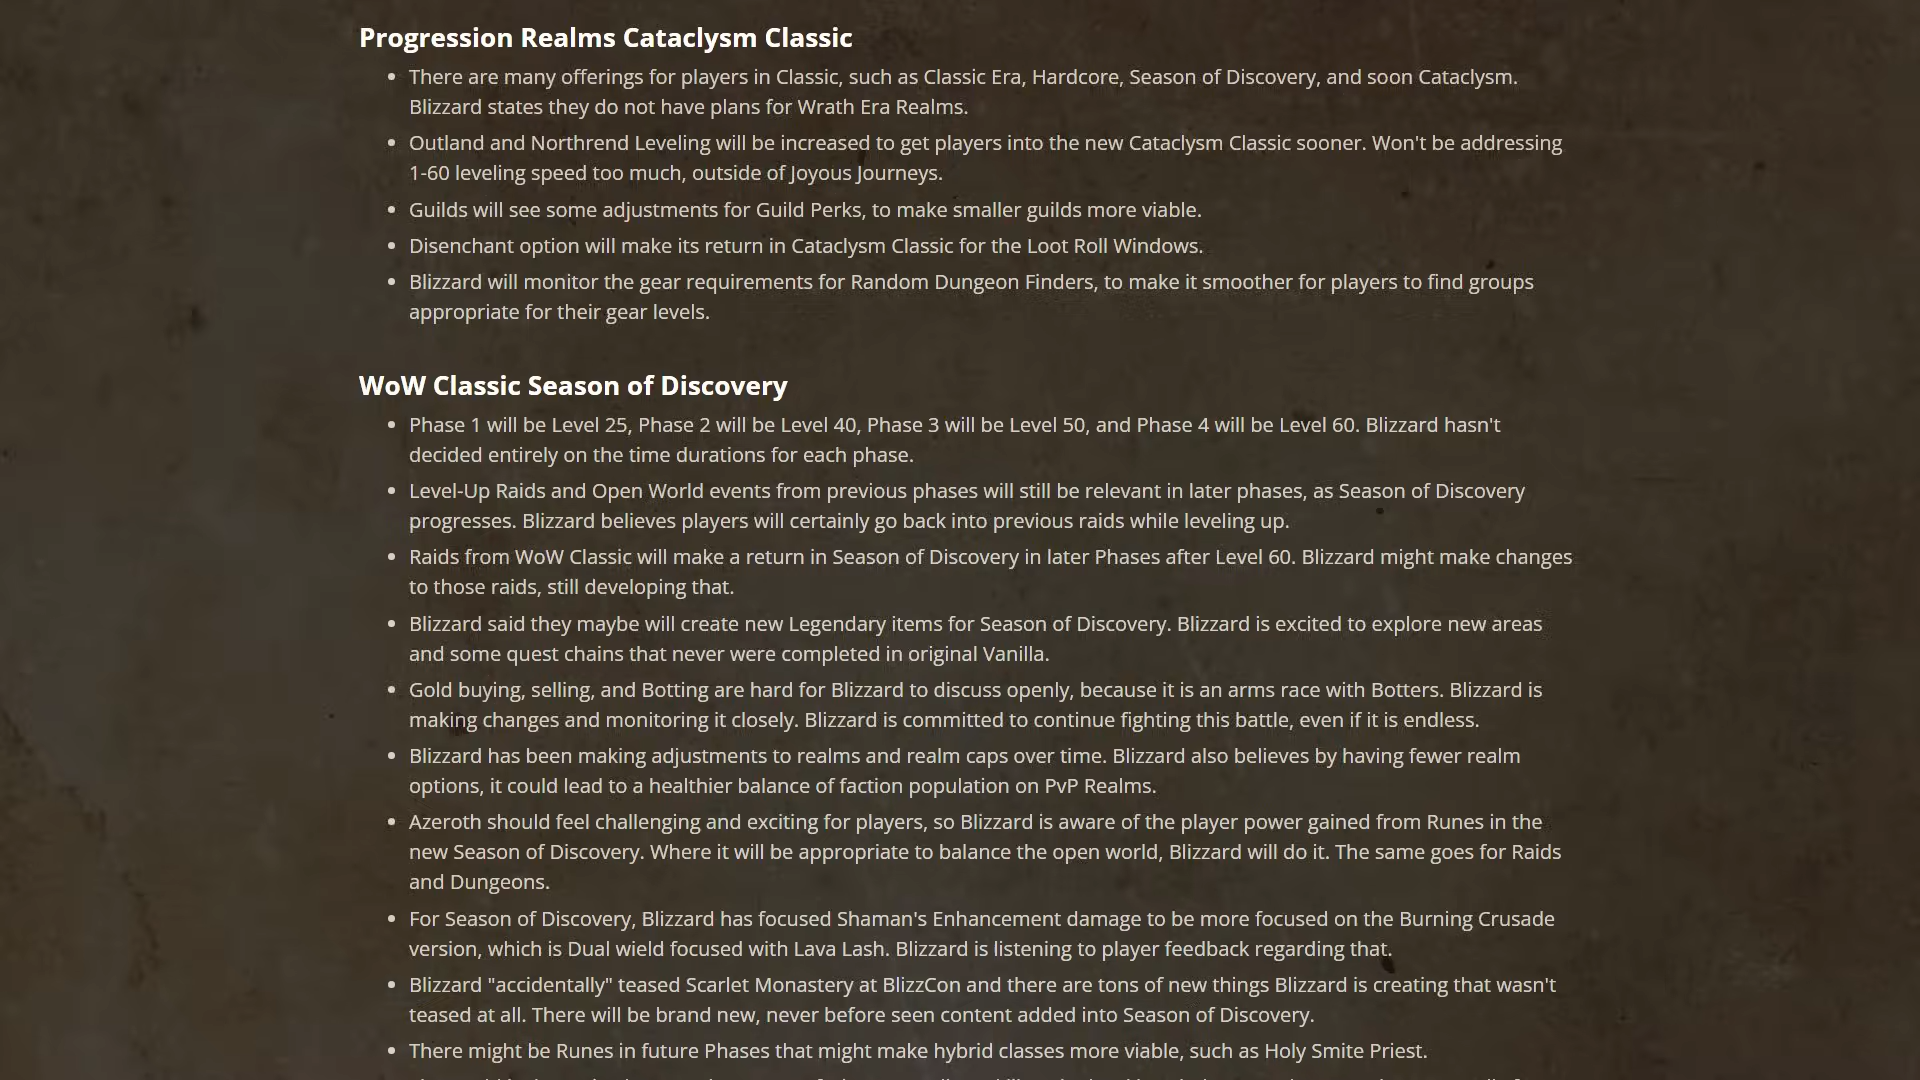 Progression Realms Cataclysm Classic
There are many offerings for players in Classic, such as Classic Era, Hardcore, Season of Discovery, and soon Cataclysm.
Blizzard states they do not have plans for Wrath Era Realms.
Outland and Northrend Leveling will be increased to get players into the new Cataclysm Classic sooner. Won't be addressing
1-60 leveling speed too much, outside of Joyous Journeys.
Guilds will see some adjustments for Guild Perks, to make smaller guilds more viable.
Disenchant option will make its return in Cataclysm Classic for the Loot Roll Windows.
Blizzard will monitor the gear requirements for Random Dungeon Finders, to make it smoother for players to find groups
appropriate for their gear levels.
WoW Classic Season of Discovery
Phase 1 will be Level 25, Phase 2 will be Level 40, Phase 3 will be Level 50, and Phase 4 will be Level 60. Blizzard hasn't
decided entirely on the time durations for each phase.
Level-Up Raids and Open World events from previous phases will still be relevant in later phases, as Season of Discovery
progresses. Blizzard believes players will certainly go back into previous raids while leveling up.
Raids from WoW Classic will make a return in Season of Discovery in later Phases after Level 60. Blizzard might make changes
to those raids, still developing that.
Blizzard said they maybe will create new Legendary items for Season of Discovery. Blizzard is excited to explore new areas
and some quest chains that never were completed in original Vanilla.
Gold buying, selling, and Botting are hard for Blizzard to discuss openly, because it is an arms race with Botters. Blizzard is
making changes and monitoring it closely. Blizzard is committed to continue fighting this battle, even if it is endless.
Blizzard has been making adjustments to realms and realm caps over time. Blizzard also believes by having fewer realm
options, it could lead to a healthier balance of faction population on PvP Realms.
Azeroth should feel challenging and exciting for players, so Blizzard is aware of the player power gained from Runes in the
new Season of Discovery. Where it will be appropriate to balance the open world, Blizzard will do it. The same goes for Raids
and Dungeons.
For Season of Discovery, Blizzard has focused Shaman's Enhancement damage to be more focused on the Burning Crusade
version, which is Dual wield focused with Lava Lash. Blizzard is listening to player feedback regarding that.
Blizzard "accidentally" teased Scarlet Monastery at BlizzCon and there are tons of new things Blizzard is creating that wasn't
teased at all. There will be brand new, never before seen content added into Season of Discovery.
There might be Runes in future Phases that might make hybrid classes more viable, such as Holy Smite Priest.